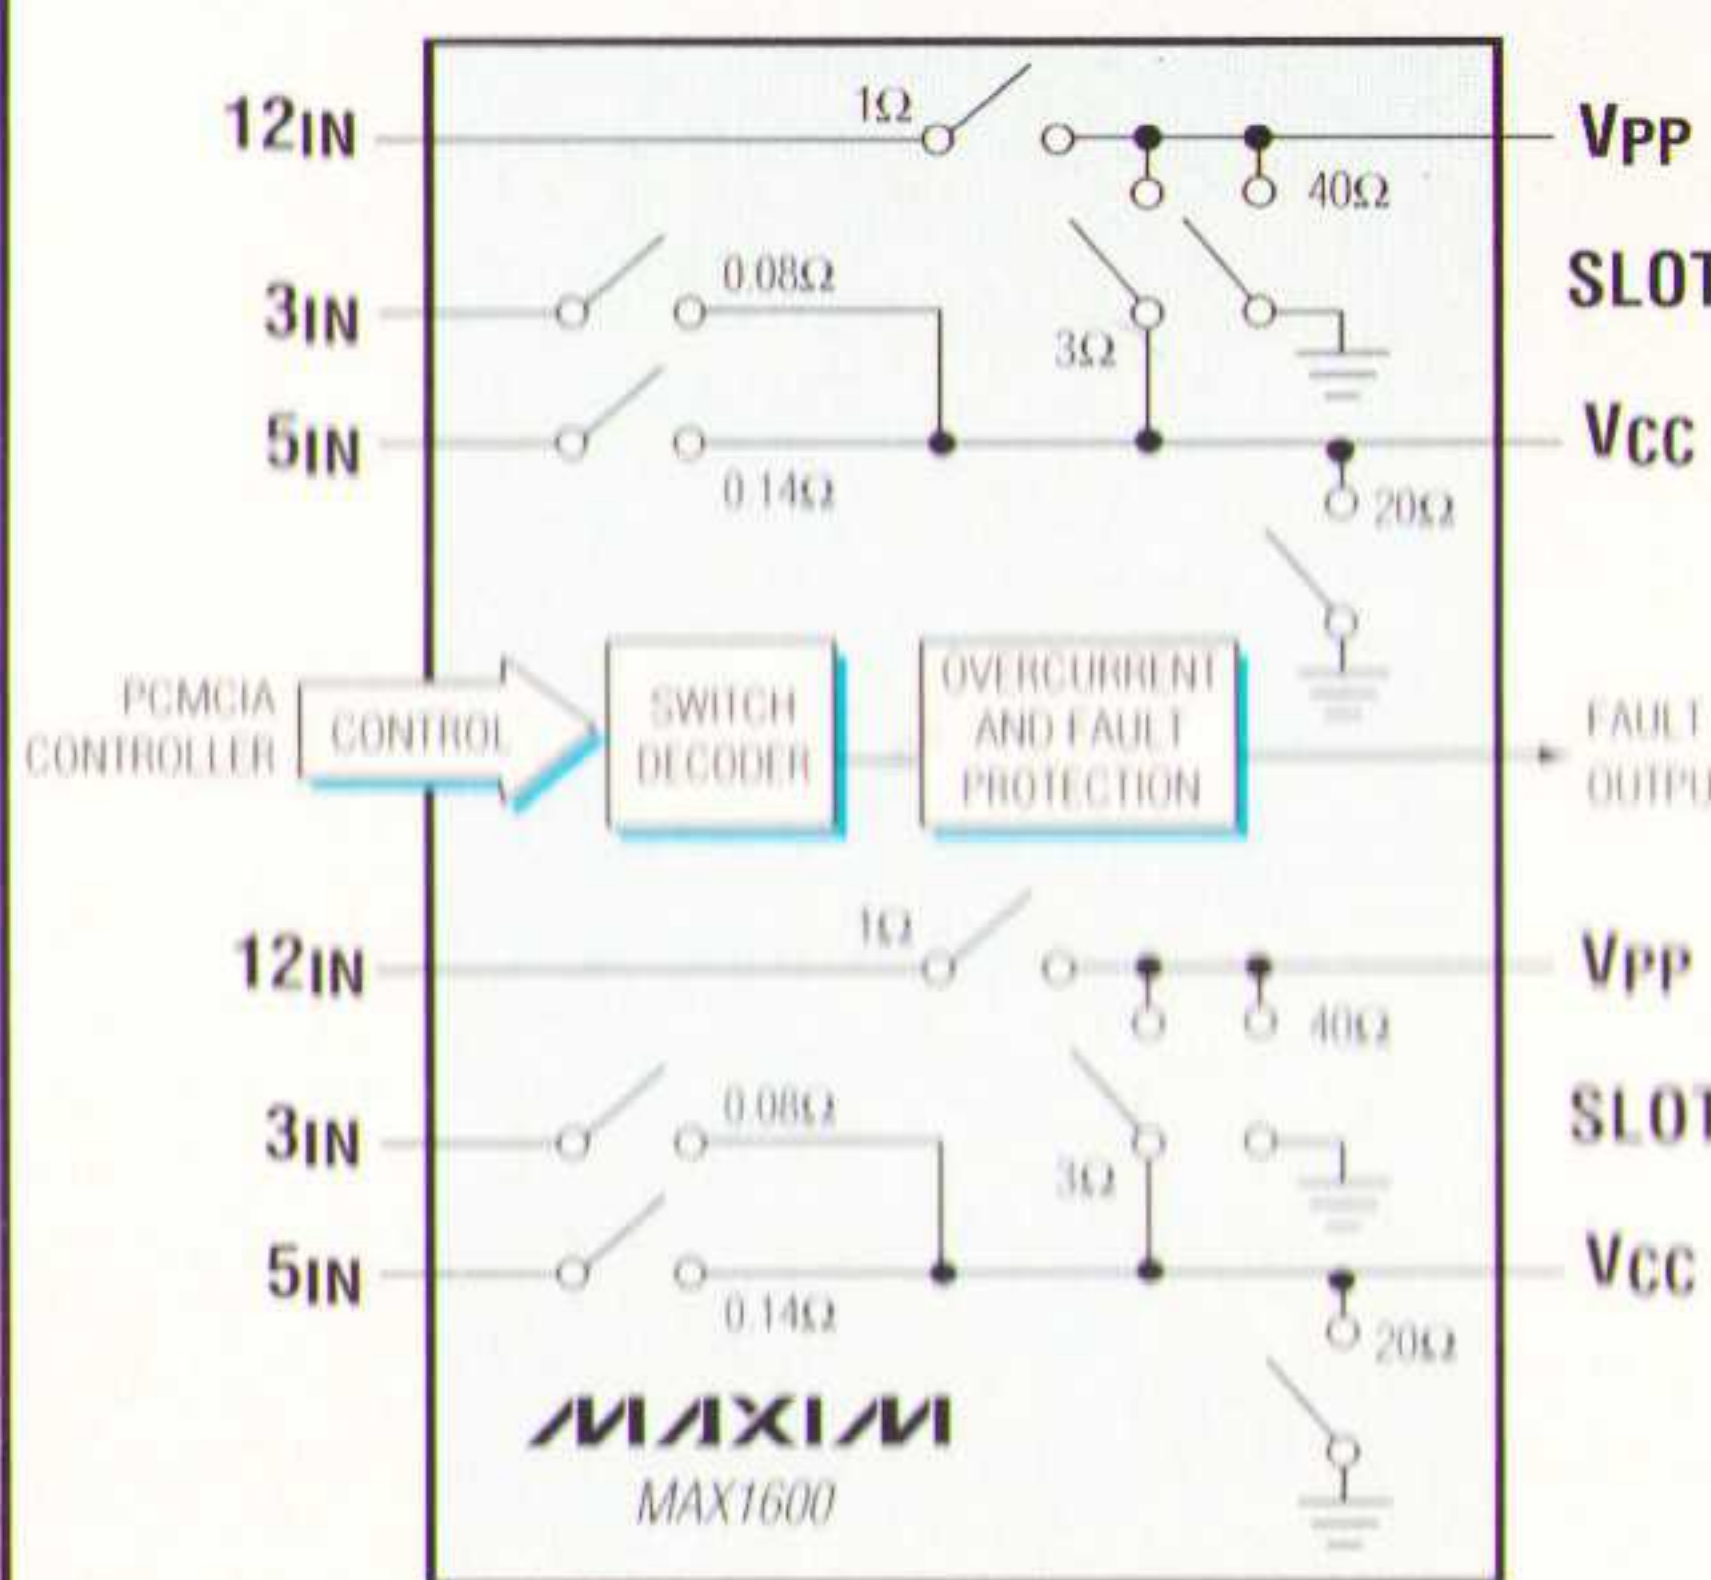 12IN
1Ω
VPP
40Ω
3IN
0.08Ω
SLOT
3Ω
5IN
0.14Ω
VCC
20Ω
PCMCIA
CONTROLLER
CONTROL
SWITCH
DECODER
OVERCURRENT
AND FAULT
PROTECTION
FAULT
OUTPU
12IN
1Ω
VPP
40Ω
3IN
0.08Ω
SLOT
3Ω
5IN
0.14Ω
VCC
20Ω
MAXIM
MAX1600